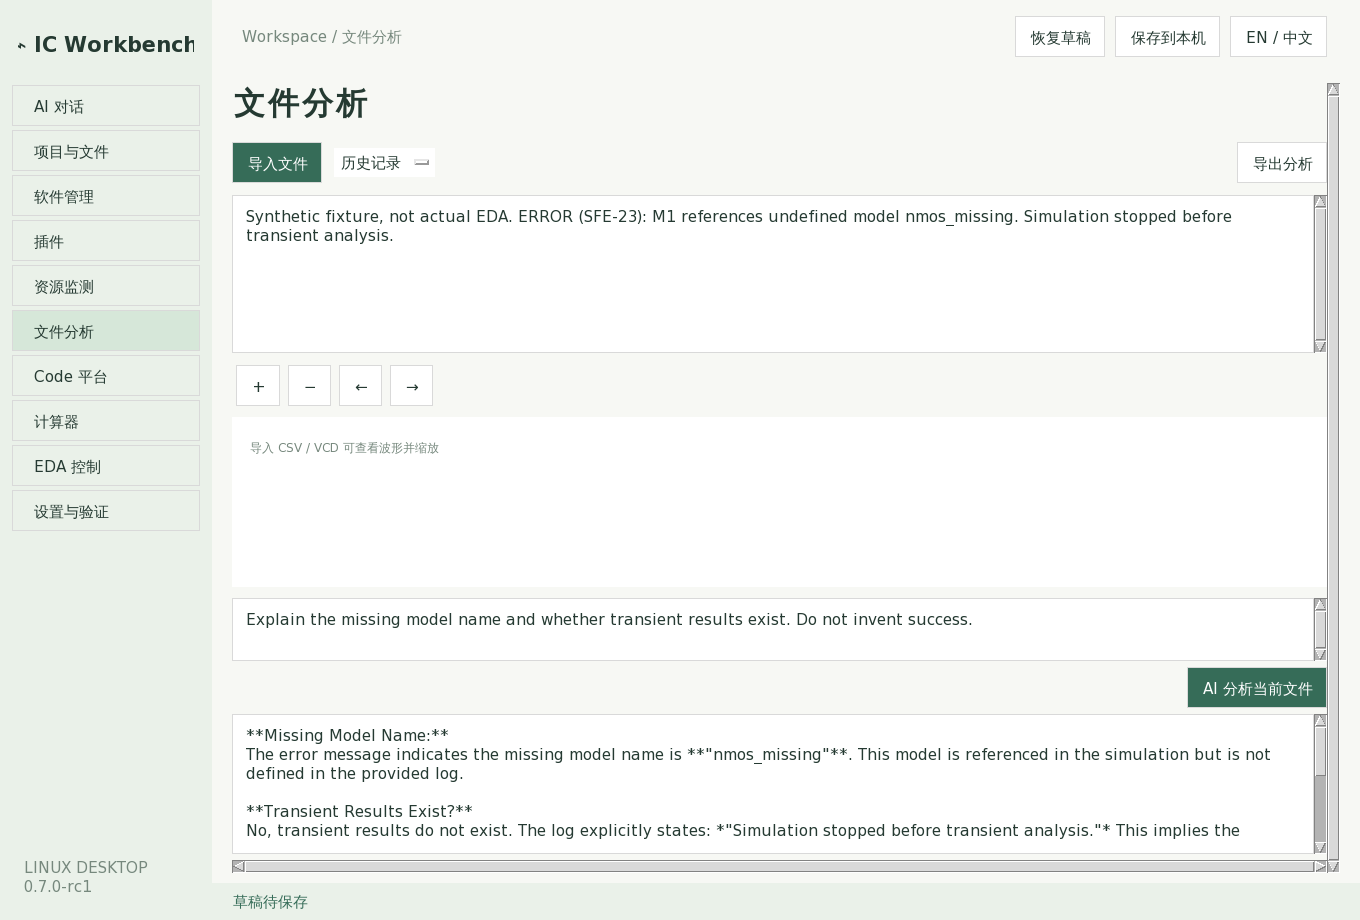 IC Workbench
Workspace / 文件分析
恢复草稿
保存到本机
EN / 中文
AI 对话
项目与文件
软件管理
插件
资源监测
文件分析
Code 平台
计算器
EDA 控制
设置与验证
LINUX DESKTOP
0.7.0-rc1
文件分析
导入文件
历史记录
导出分析
Synthetic fixture, not actual EDA. ERROR (SFE-23): M1 references undefined model nmos_missing. Simulation stopped before
transient analysis.
+
−
←
→
导入 CSV / VCD 可查看波形并缩放
Explain the missing model name and whether transient results exist. Do not invent success.
AI 分析当前文件
**Missing Model Name:**
The error message indicates the missing model name is **"nmos_missing"**. This model is referenced in the simulation but is not
defined in the provided log.
**Transient Results Exist?**
No, transient results do not exist. The log explicitly states: *"Simulation stopped before transient analysis."* This implies the
草稿待保存